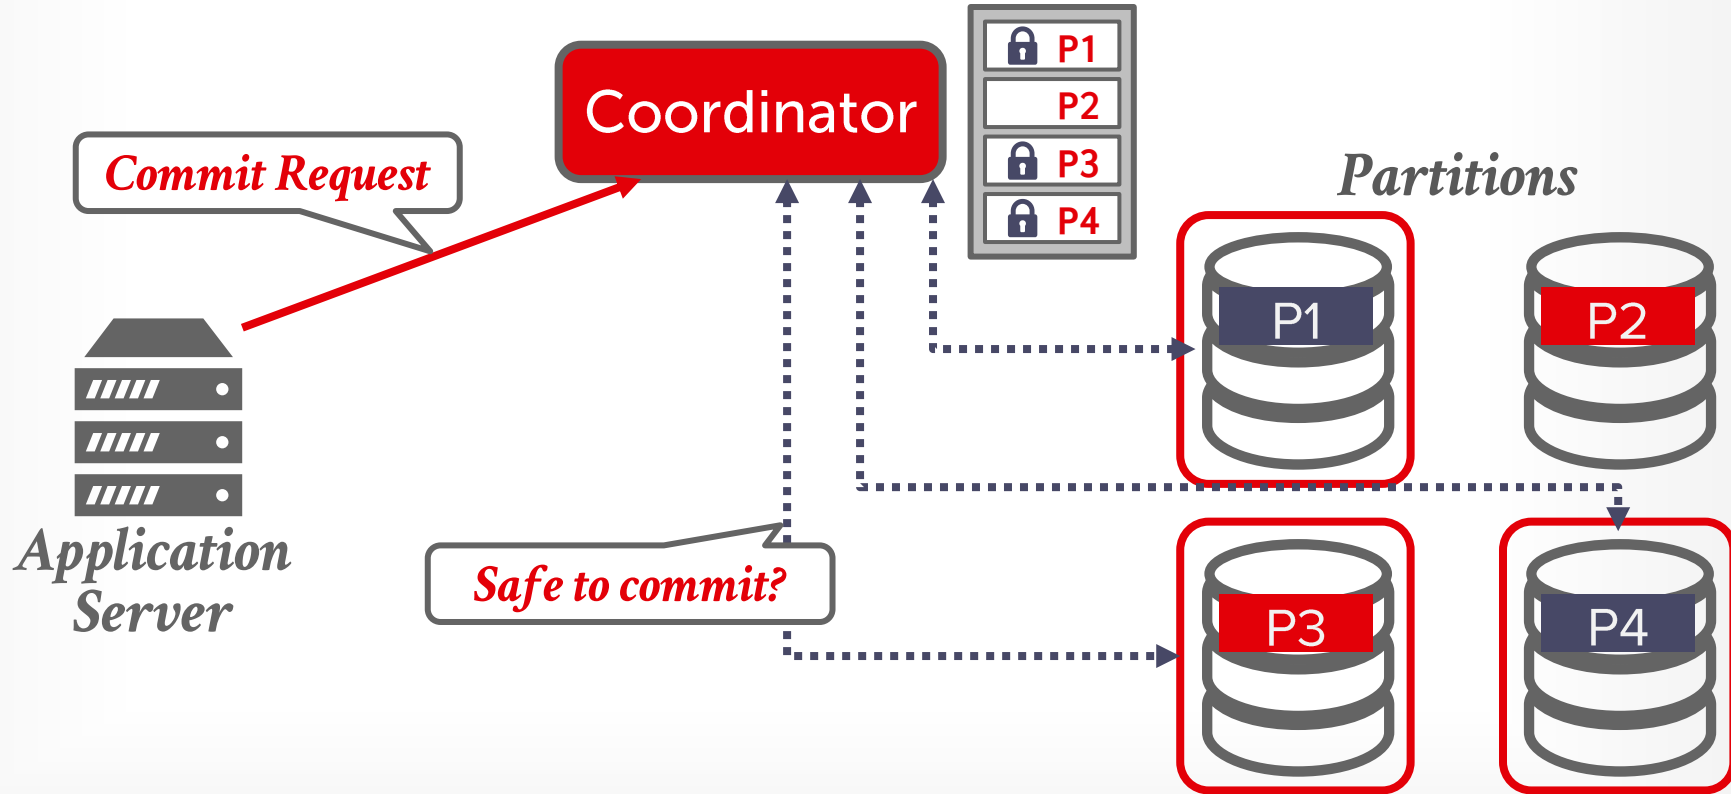 Coordinator
P1
P2
P3
P4
Commit Request
Partitions
P1
P2
Application
Server
Safe to commit?
P3
P4